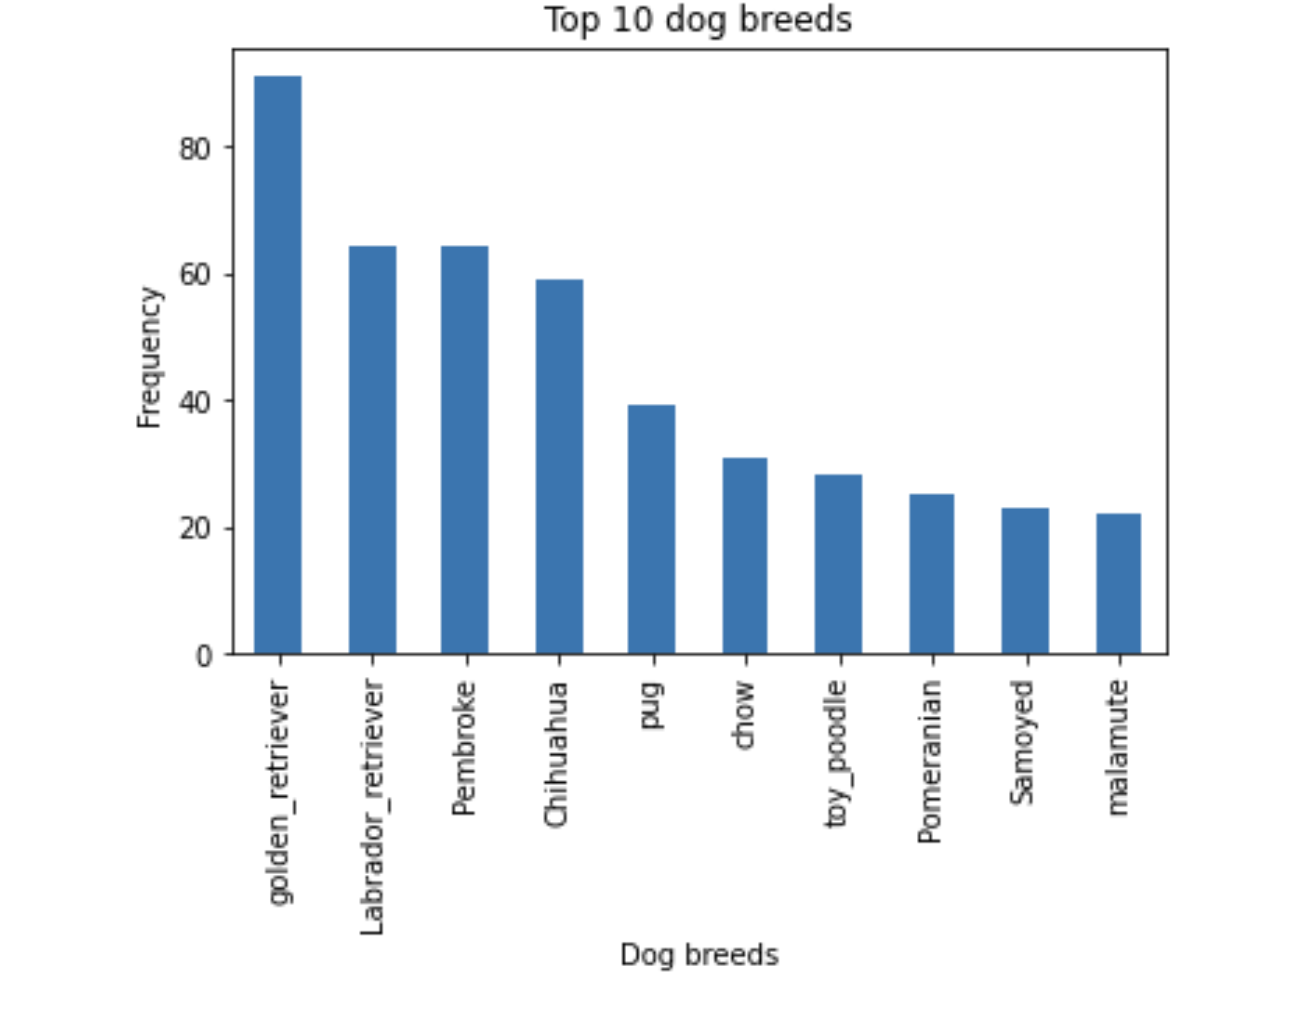 Top 10 dog breeds
80
60
40
20
0
Frequency
golden_retriever
Labrador_retriever
Pembroke
Chihuahua
pug
chow
toy_poodle
Pomeranian
Samoyed
malamute
Dog breeds